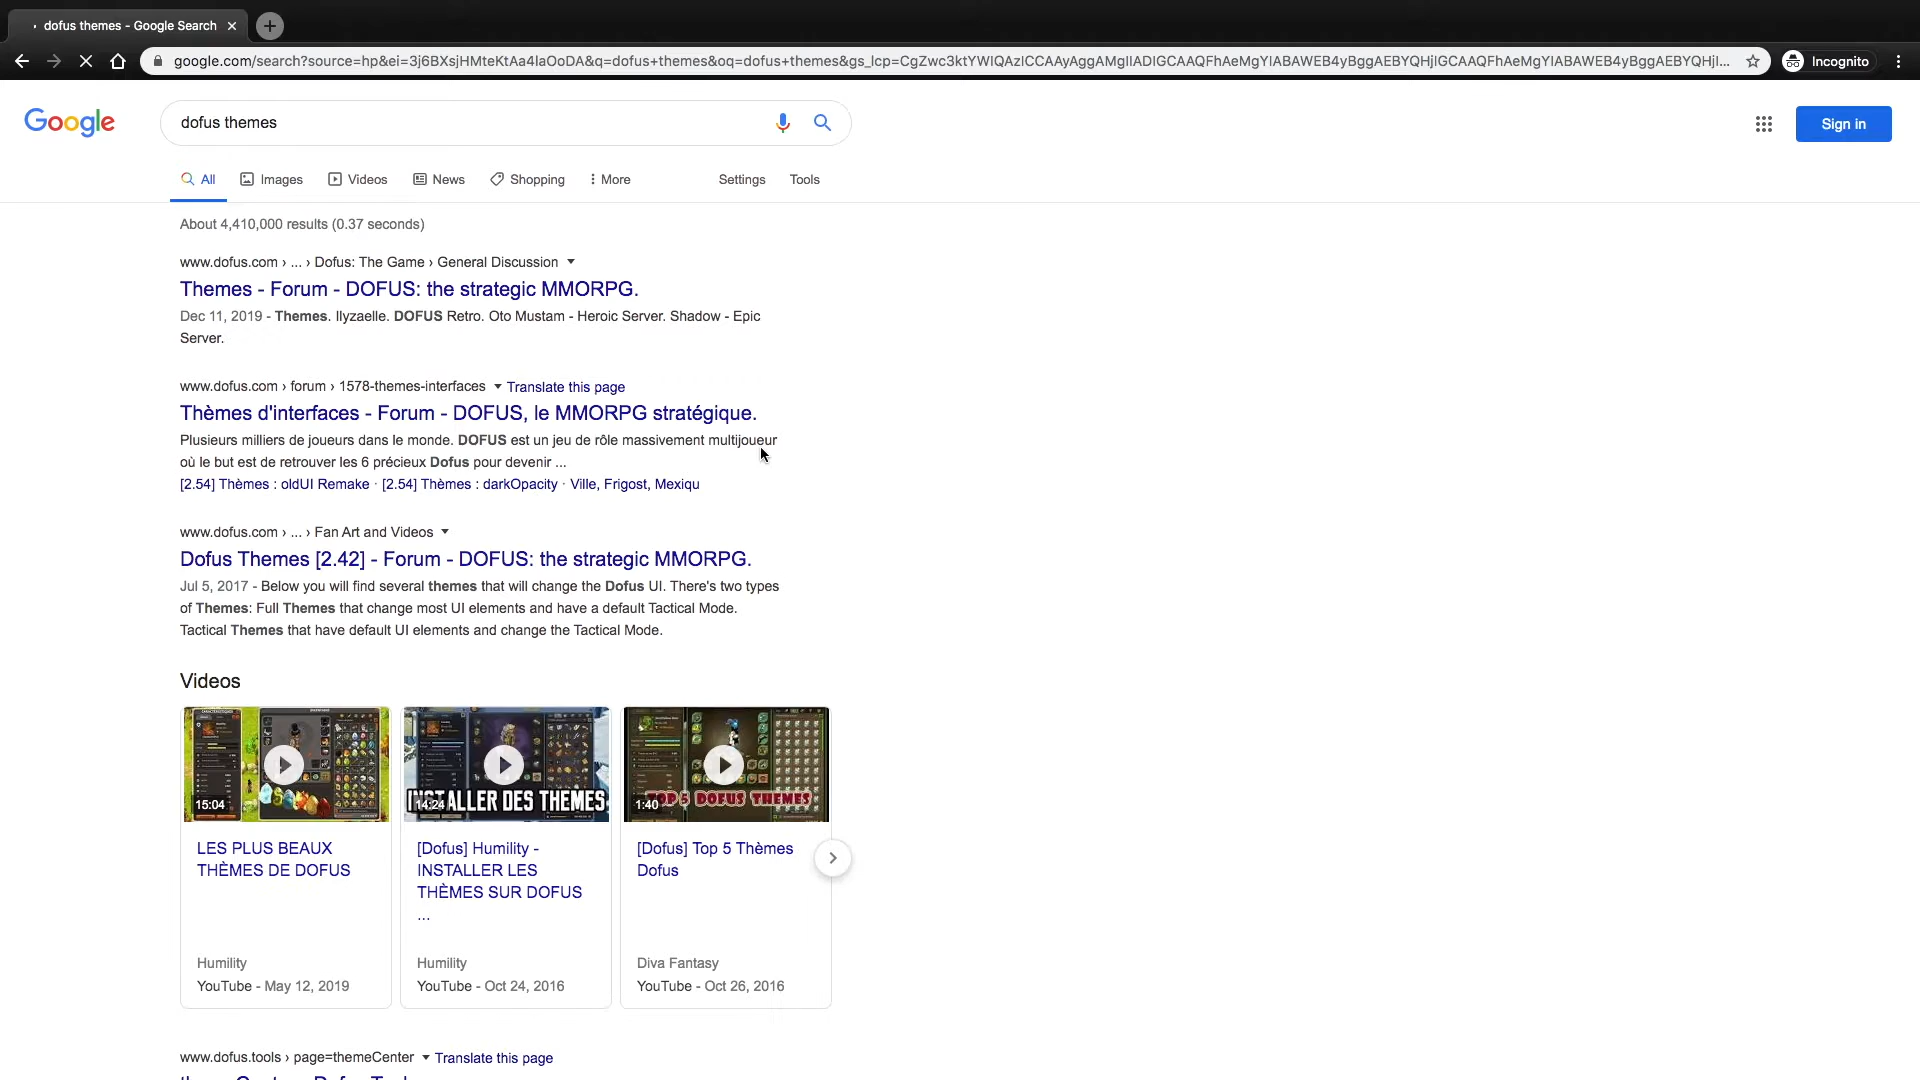 dofus themes - Google Search
google.com/search?source=hp&ei=3j6BXsjHMteKtAa4laOoDA&q=dofus+themes&oq=dofus+themes&gs_lcp=CgZwc3ktYWIQAzICCAAyAggAMgIIADIGCAAQFhAeMgYIABAWEB4yBggAEBYQHjIGCAAQFhAeMgYIABAWEB4yBggAEBYQHjI...
Incognito
Google
dofus themes
Sign in
All Images Videos News Shopping More Settings Tools
About 4,410,000 results (0.37 seconds)
www.dofus.com › ... › Dofus: The Game › General Discussion
Themes - Forum - DOFUS: the strategic MMORPG.
Dec 11, 2019 - Themes. Ilyzaelle. DOFUS Retro. Oto Mustam - Heroic Server. Shadow - Epic
Server.
www.dofus.com › forum › 1578-themes-interfaces Translate this page
Thèmes d'interfaces - Forum - DOFUS, le MMORPG stratégique.
Plusieurs milliers de joueurs dans le monde. DOFUS est un jeu de rôle massivement multijoueur
où le but est de retrouver les 6 précieux Dofus pour devenir ...
[2.54] Thèmes : oldUI Remake · [2.54] Thèmes : darkOpacity · Ville, Frigost, Mexiqu
www.dofus.com › ... › Fan Art and Videos
Dofus Themes [2.42] - Forum - DOFUS: the strategic MMORPG.
Jul 5, 2017 - Below you will find several themes that will change the Dofus UI. There's two types
of Themes: Full Themes that change most UI elements and have a default Tactical Mode.
Tactical Themes that have default UI elements and change the Tactical Mode.
Videos
15:04
INSTALLER DES THEMES
14:24
TOP 5 DOFUS THEMES
1:40
LES PLUS BEAUX
THÈMES DE DOFUS
Humility
YouTube - May 12, 2019
[Dofus] Humility -
INSTALLER LES
THÈMES SUR DOFUS
...
Humility
YouTube - Oct 24, 2016
[Dofus] Top 5 Thèmes
Dofus
Diva Fantasy
YouTube - Oct 26, 2016
www.dofus.tools › page=themeCenter Translate this page